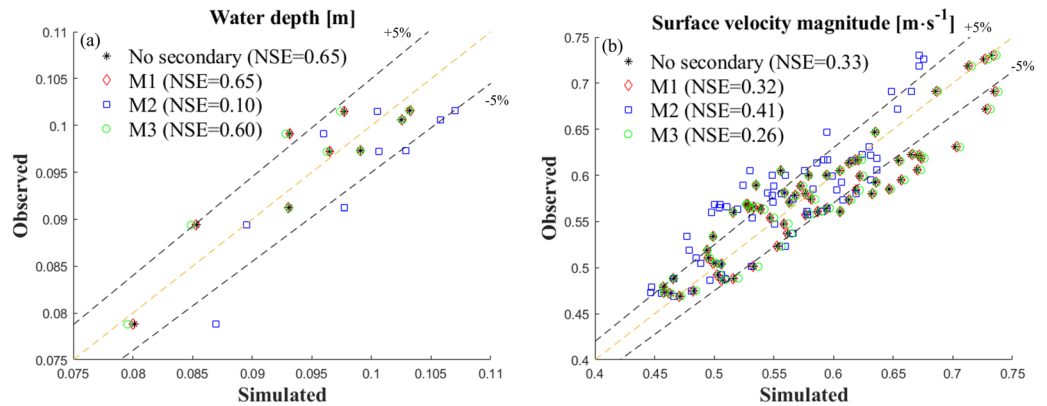 Water depth [m]
(a)
+5%
-5%
No secondary (NSE=0.65)
M1 (NSE=0.65)
M2 (NSE=0.10)
M3 (NSE=0.60)
0.11
0.105
0.1
0.095
0.09
0.085
0.08
0.075
Observed
0.075
0.08
0.085
0.09
0.095
0.1
0.105
0.11
Simulated
Surface velocity magnitude [m·s⁻¹]
(b)
+5%
-5%
No secondary (NSE=0.33)
M1 (NSE=0.32)
M2 (NSE=0.41)
M3 (NSE=0.26)
0.75
0.7
0.65
0.6
0.55
0.5
0.45
0.4
Observed
0.4
0.45
0.5
0.55
0.6
0.65
0.7
0.75
Simulated